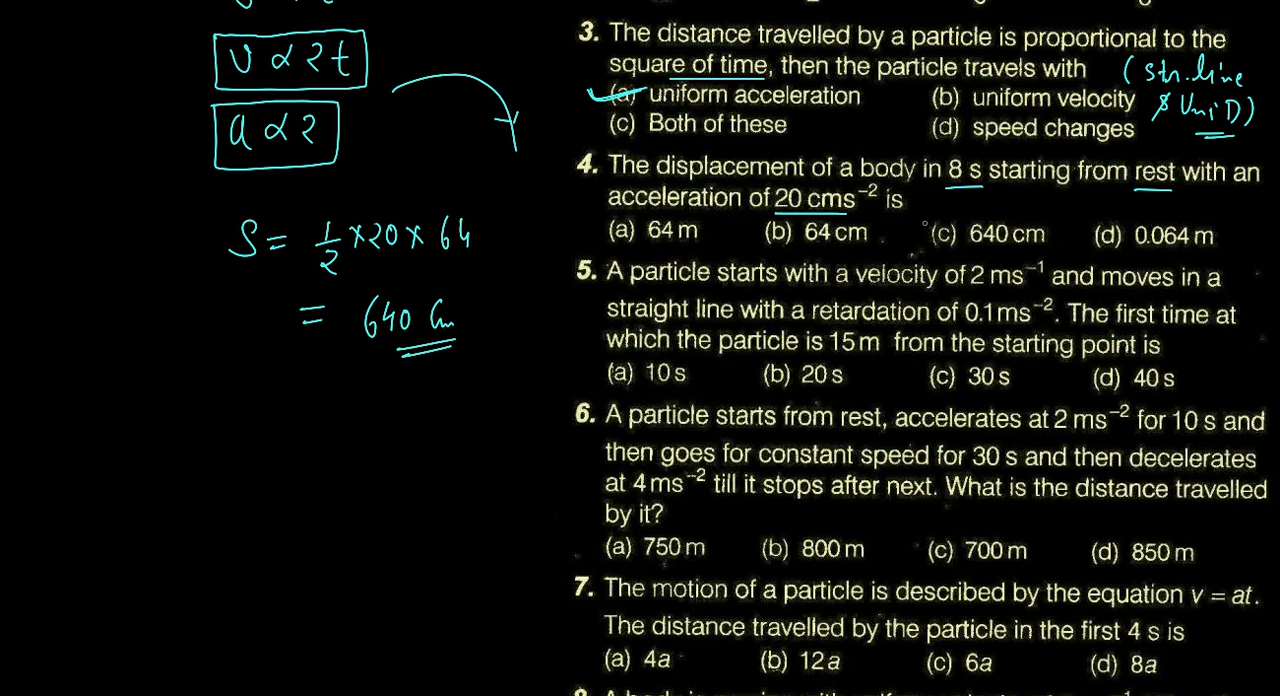 V ∝ 2t
a ∝ 2
S = 1/2 × 20 × 64
= 640 Cm
3. The distance travelled by a particle is proportional to the
square of time, then the particle travels with (Str. line
(a) uniform acceleration (b) uniform velocity & Uni D)
(c) Both of these (d) speed changes
4. The displacement of a body in 8 s starting from rest with an
acceleration of 20 cms⁻² is
(a) 64 m (b) 64 cm (c) 640 cm (d) 0.064 m
5. A particle starts with a velocity of 2 ms⁻¹ and moves in a
straight line with a retardation of 0.1 ms⁻². The first time at
which the particle is 15 m from the starting point is
(a) 10 s (b) 20 s (c) 30 s (d) 40 s
6. A particle starts from rest, accelerates at 2 ms⁻² for 10 s and
then goes for constant speed for 30 s and then decelerates
at 4 ms⁻² till it stops after next. What is the distance travelled
by it?
(a) 750 m (b) 800 m (c) 700 m (d) 850 m
7. The motion of a particle is described by the equation v = at.
The distance travelled by the particle in the first 4 s is
(a) 4a (b) 12a (c) 6a (d) 8a